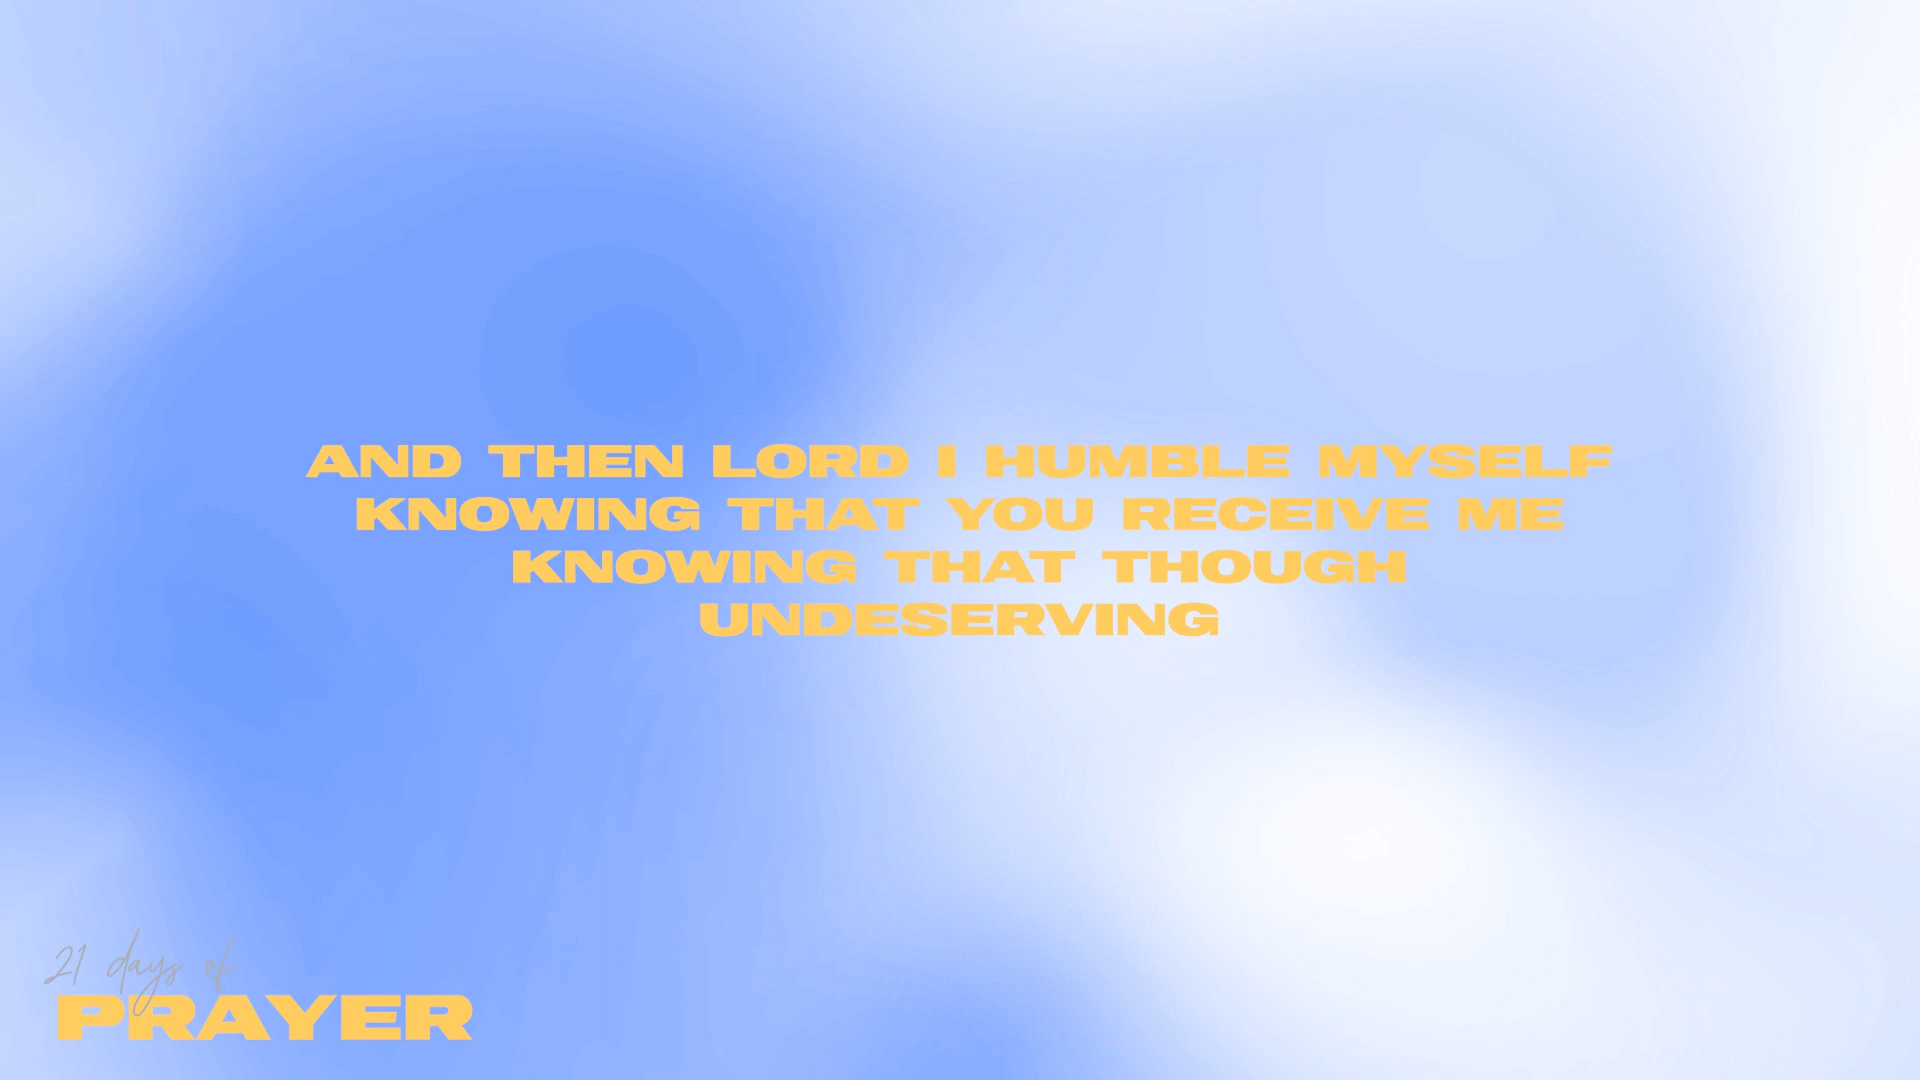 AND THEN LORD I HUMBLE MYSELF
KNOWING THAT YOU RECEIVE ME
KNOWING THAT THOUGH
UNDESERVING
21 days of
PRAYER